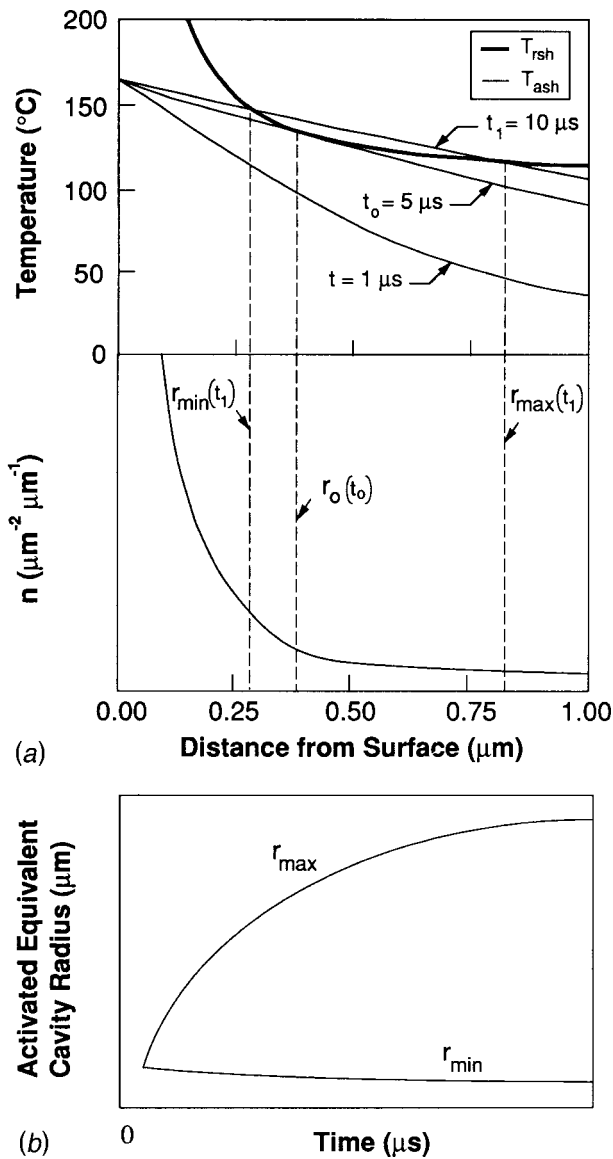 200
150
100
50
0
Temperature (°C)
T_rsh
T_ash
t_1 = 10 μs
t_o = 5 μs
t = 1 μs
n (μm^-2 μm^-1)
r_min(t_1)
r_o(t_o)
r_max(t_1)
0.00 0.25 0.50 0.75 1.00
(a) Distance from Surface (μm)
Activated Equivalent
Cavity Radius (μm)
r_max
r_min
0
(b) Time (μs)